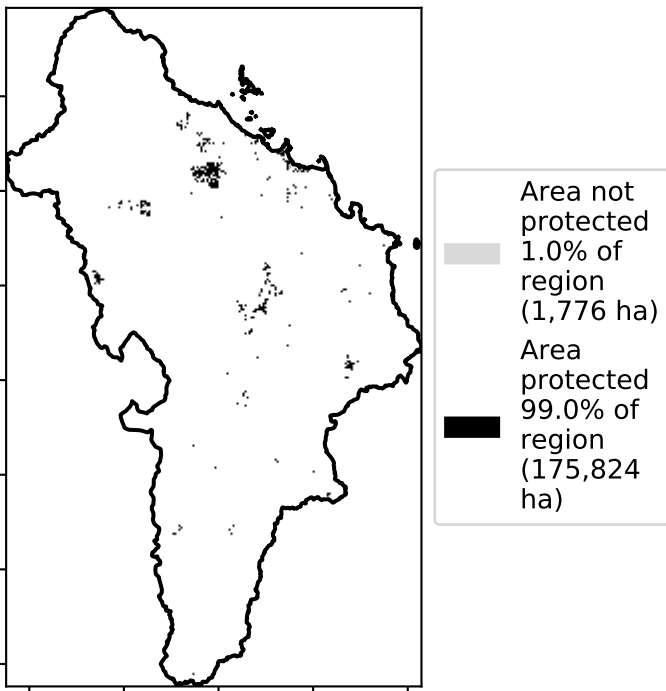 Area not
protected
1.0% of
region
(1,776 ha)
Area
protected
99.0% of
region
(175,824
ha)